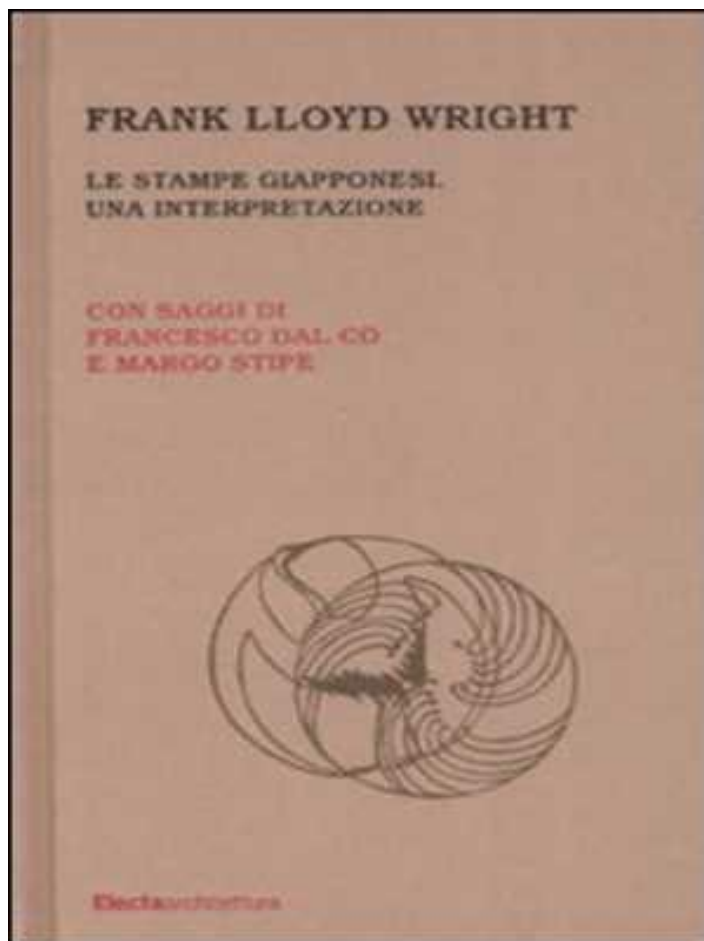 FRANK LLOYD WRIGHT
LE STAMPE GIAPPONESI.
UNA INTERPRETAZIONE
CON SAGGI DI
FRANCESCO DAL CO
E MARGO STIPE
Electaarchitettura